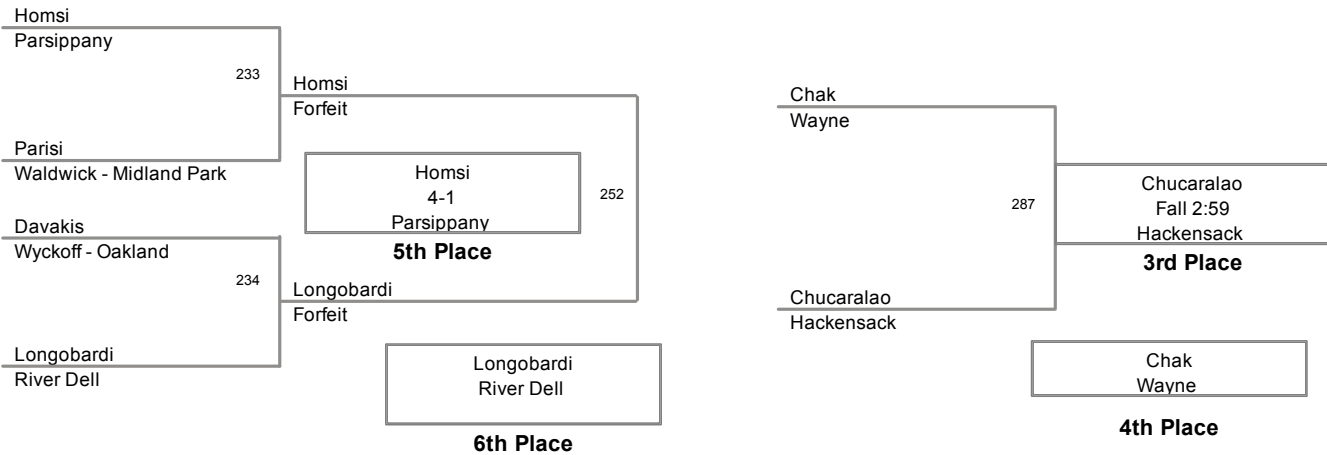 Homsi
Parsippany
233
Homsi
Forfeit
Parisi
Waldwick - Midland Park
Homsi
4-1
Parsippany
5th Place
252
Davakis
Wyckoff - Oakland
234
Longobardi
Forfeit
Longobardi
River Dell
Longobardi
River Dell
6th Place
Chak
Wayne
287
Chucaralao
Fall 2:59
Hackensack
3rd Place
Chucaralao
Hackensack
Chak
Wayne
4th Place